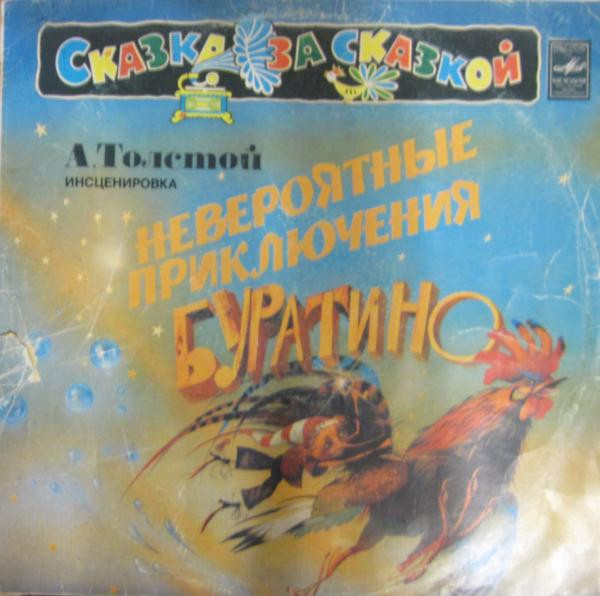 СКАЗКА ЗА СКАЗКОЙ
А. Толстой
ИНСЦЕНИРОВКА
НЕВЕРОЯТНЫЕ
ПРИКЛЮЧЕНИЯ
БУРАТИНО